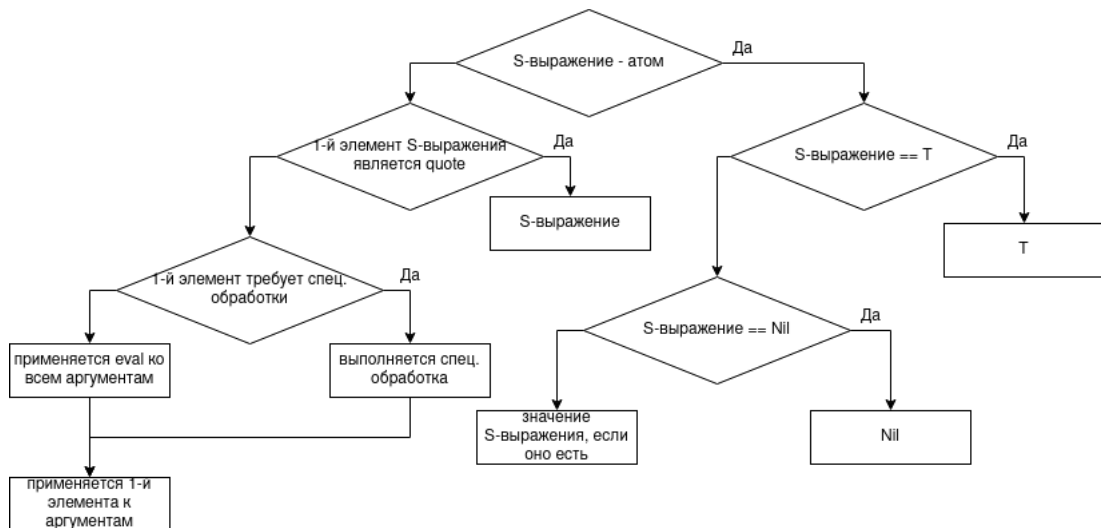 Да
S-выражение - атом
1-й элемент S-выражения
является quote
Да
S-выражение == T
Да
S-выражение
T
1-й элемент требует спец.
обработки
Да
S-выражение == Nil
Да
применяется eval ко
всем аргументам
выполняется спец.
обработка
значение
S-выражения, если
оно есть
Nil
применяется 1-й
элемента к
аргументам